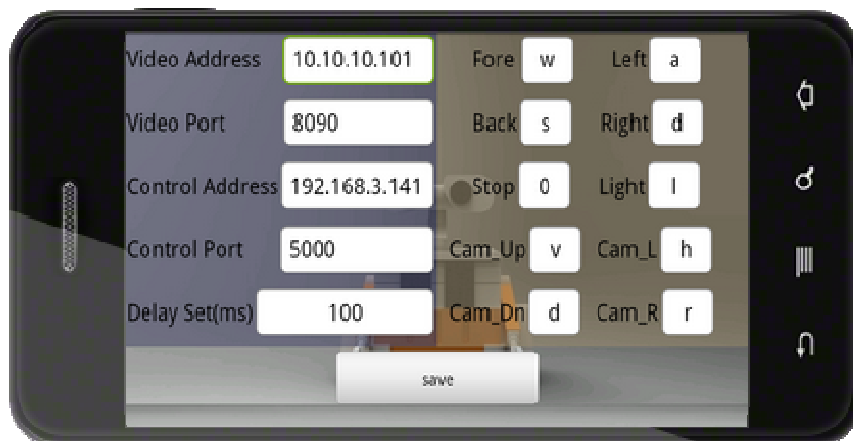 Video Address 10.10.10.101 Fore w Left a
Video Port 8090 Back s Right d
Control Address 192.168.3.141 Stop 0 Light l
Control Port 5000 Cam_Up v Cam_L h
Delay Set(ms) 100 Cam_Dn d Cam_R r
save